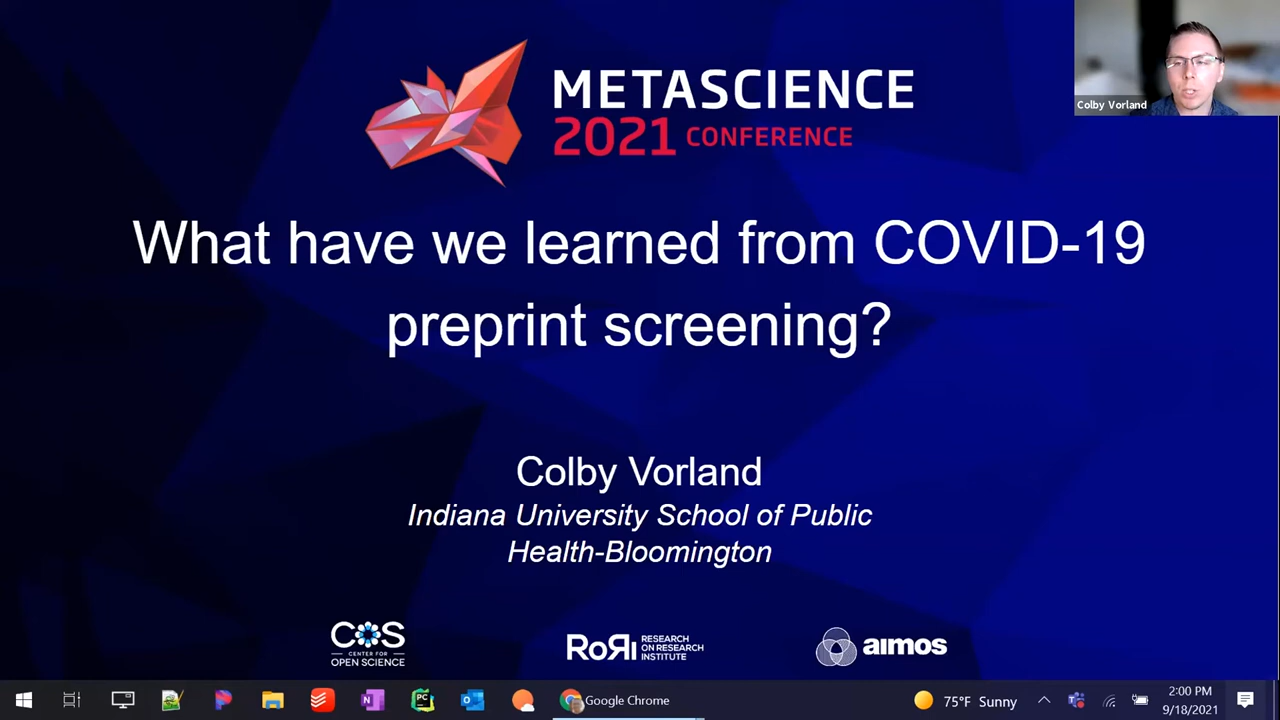 METASCIENCE
2021 CONFERENCE
Colby Vorland
What have we learned from COVID-19
preprint screening?
Colby Vorland
Indiana University School of Public
Health-Bloomington
COS
CENTER FOR
OPEN SCIENCE
RoRI
RESEARCH
ON RESEARCH
INSTITUTE
aimos
PC
Google Chrome
75°F Sunny
2:00 PM
9/18/2021